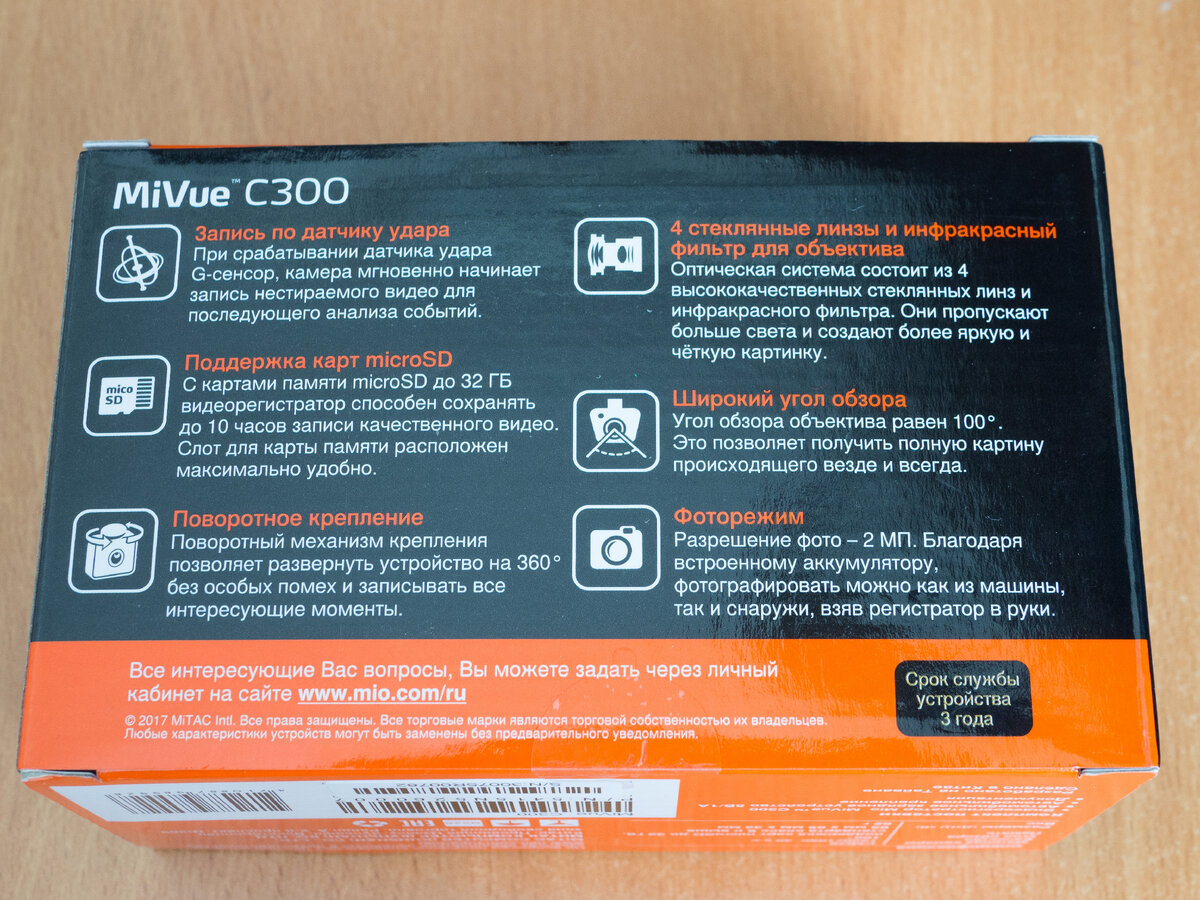 MiVue™ C300
Запись по датчику удара
При срабатывании датчика удара
G-сенсор, камера мгновенно начинает
запись нестираемого видео для
последующего анализа событий.
mico
SD
Поддержка карт microSD
С картами памяти microSD до 32 ГБ
видеорегистратор способен сохранять
до 10 часов записи качественного видео.
Слот для карты памяти расположен
максимально удобно.
Поворотное крепление
Поворотный механизм крепления
позволяет развернуть устройство на 360°
без особых помех и записывать все
интересующие моменты.
4 стеклянные линзы и инфракрасный
фильтр для объектива
Оптическая система состоит из 4
высококачественных стеклянных линз и
инфракрасного фильтра. Они пропускают
больше света и создают более яркую и
чёткую картинку.
Широкий угол обзора
Угол обзора объектива равен 100°.
Это позволяет получить полную картину
происходящего везде и всегда.
Фоторежим
Разрешение фото – 2 МП. Благодаря
встроенному аккумулятору,
фотографировать можно как из машины,
так и снаружи, взяв регистратор в руки.
Все интересующие Вас вопросы, Вы можете задать через личный
кабинет на сайте www.mio.com/ru
© 2017 MiTAC Intl. Все права защищены. Все торговые марки являются торговой собственностью их владельцев.
Любые характеристики устройств могут быть заменены без предварительного уведомления.
Срок службы
устройства
3 года